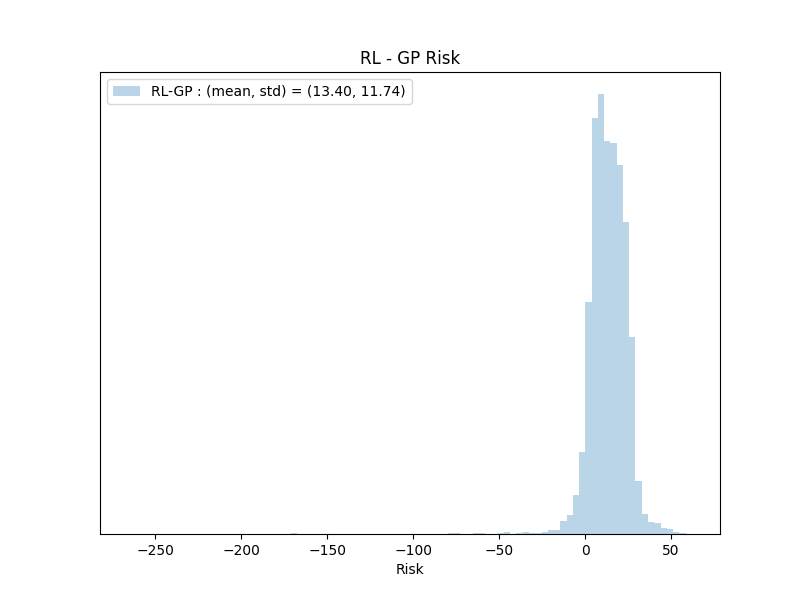 RL - GP Risk
RL-GP : (mean, std) = (13.40, 11.74)
−250 −200 −150 −100 −50 0 50
Risk